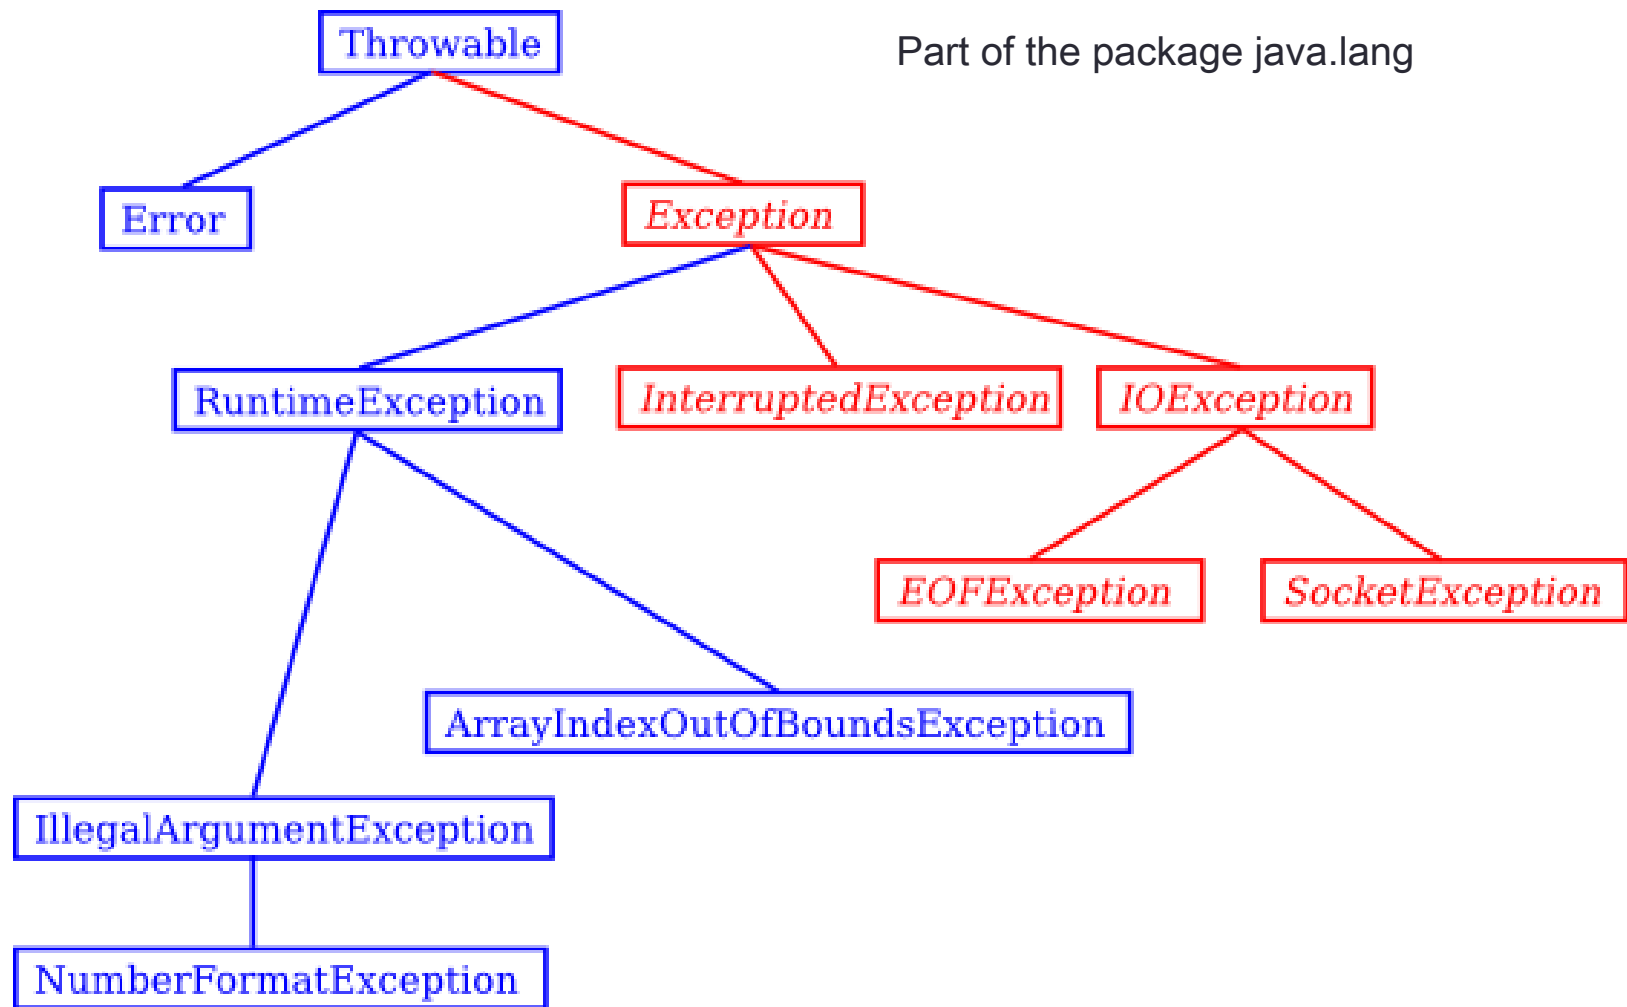 Throwable
Part of the package java.lang
Error
Exception
RuntimeException
InterruptedException
IOException
EOFException
SocketException
ArrayIndexOutOfBoundsException
IllegalArgumentException
NumberFormatException